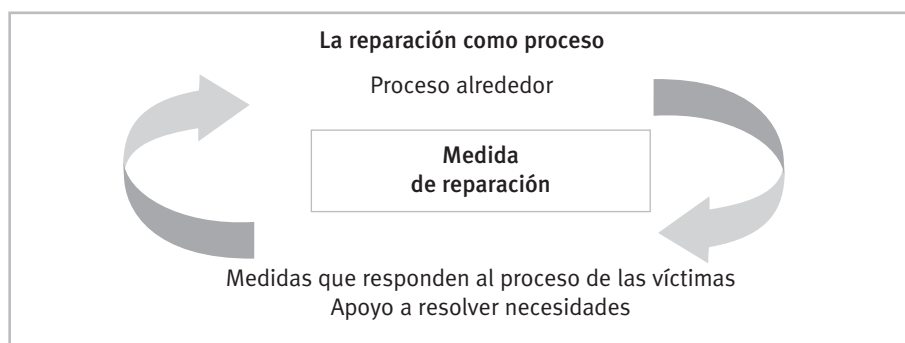 La reparación como proceso
Proceso alrededor
Medida
de reparación
Medidas que responden al proceso de las víctimas
Apoyo a resolver necesidades